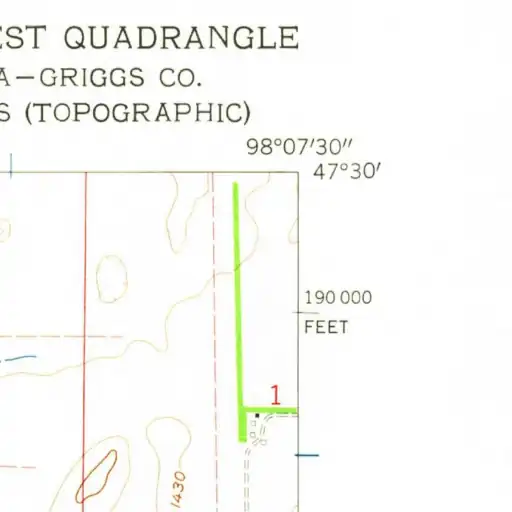 EST QUADRANGLE
A—GRIGGS CO.
S (TOPOGRAPHIC)
98°07'30"
47°30'
190 000
FEET
1
1430